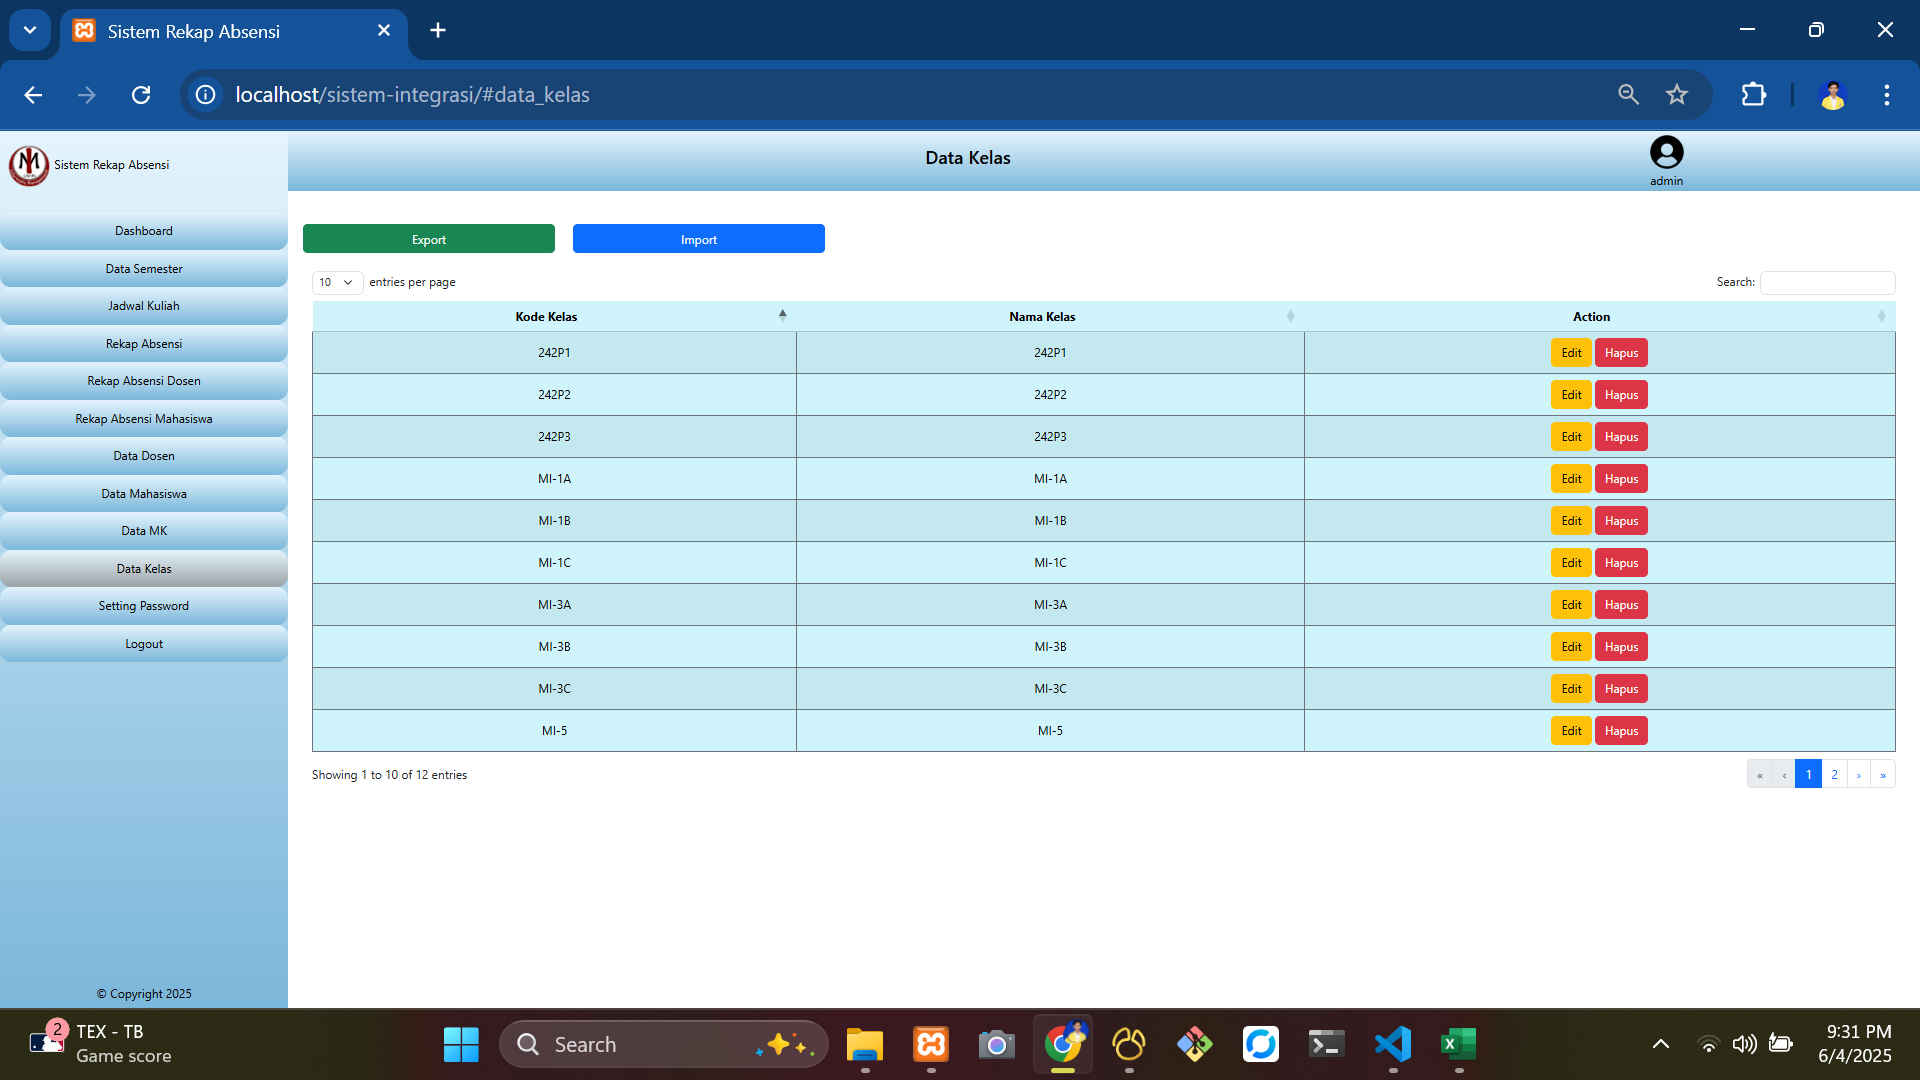 Sistem Rekap Absensi
localhost/sistem-integrasi/#data_kelas
Sistem Rekap Absensi
Data Kelas
admin
Dashboard
Data Semester
Jadwal Kuliah
Rekap Absensi
Rekap Absensi Dosen
Rekap Absensi Mahasiswa
Data Dosen
Data Mahasiswa
Data MK
Data Kelas
Setting Password
Logout
© Copyright 2025
Export Import
10 entries per page Search:
Kode Kelas Nama Kelas Action
242P1 242P1 Edit Hapus
242P2 242P2 Edit Hapus
242P3 242P3 Edit Hapus
MI-1A MI-1A Edit Hapus
MI-1B MI-1B Edit Hapus
MI-1C MI-1C Edit Hapus
MI-3A MI-3A Edit Hapus
MI-3B MI-3B Edit Hapus
MI-3C MI-3C Edit Hapus
MI-5 MI-5 Edit Hapus
Showing 1 to 10 of 12 entries « ‹ 1 2 › »
2
TEX - TB
Game score
Search
9:31 PM
6/4/2025